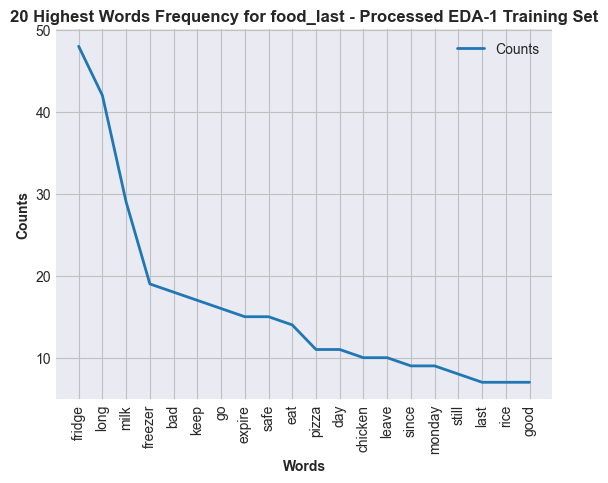 20 Highest Words Frequency for food_last - Processed EDA-1 Training Set
Counts
50
40
30
20
10
Counts
fridge
long
milk
freezer
bad
keep
go
expire
safe
eat
pizza
day
chicken
leave
since
monday
still
last
rice
good
Words